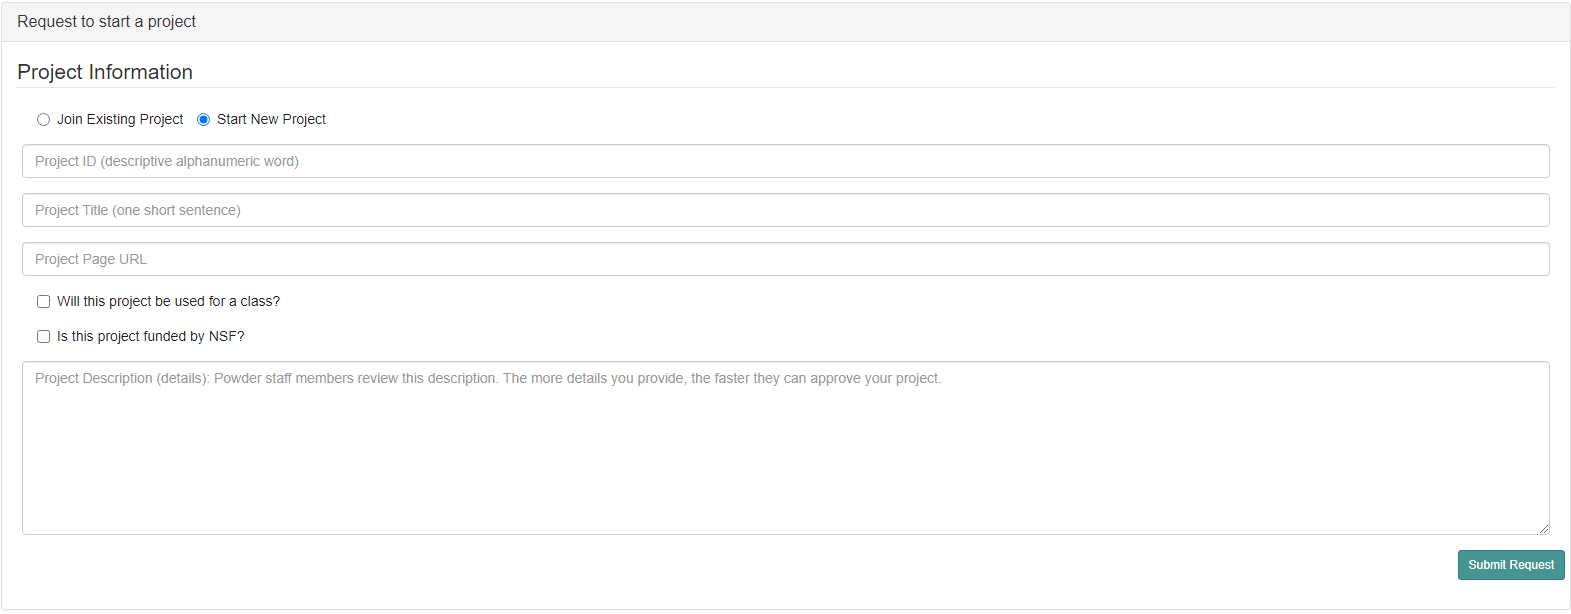 Request to start a project
Project Information
Join Existing Project Start New Project
Project ID (descriptive alphanumeric word)
Project Title (one short sentence)
Project Page URL
Will this project be used for a class?
Is this project funded by NSF?
Project Description (details): Powder staff members review this description. The more details you provide, the faster they can approve your project.
Submit Request